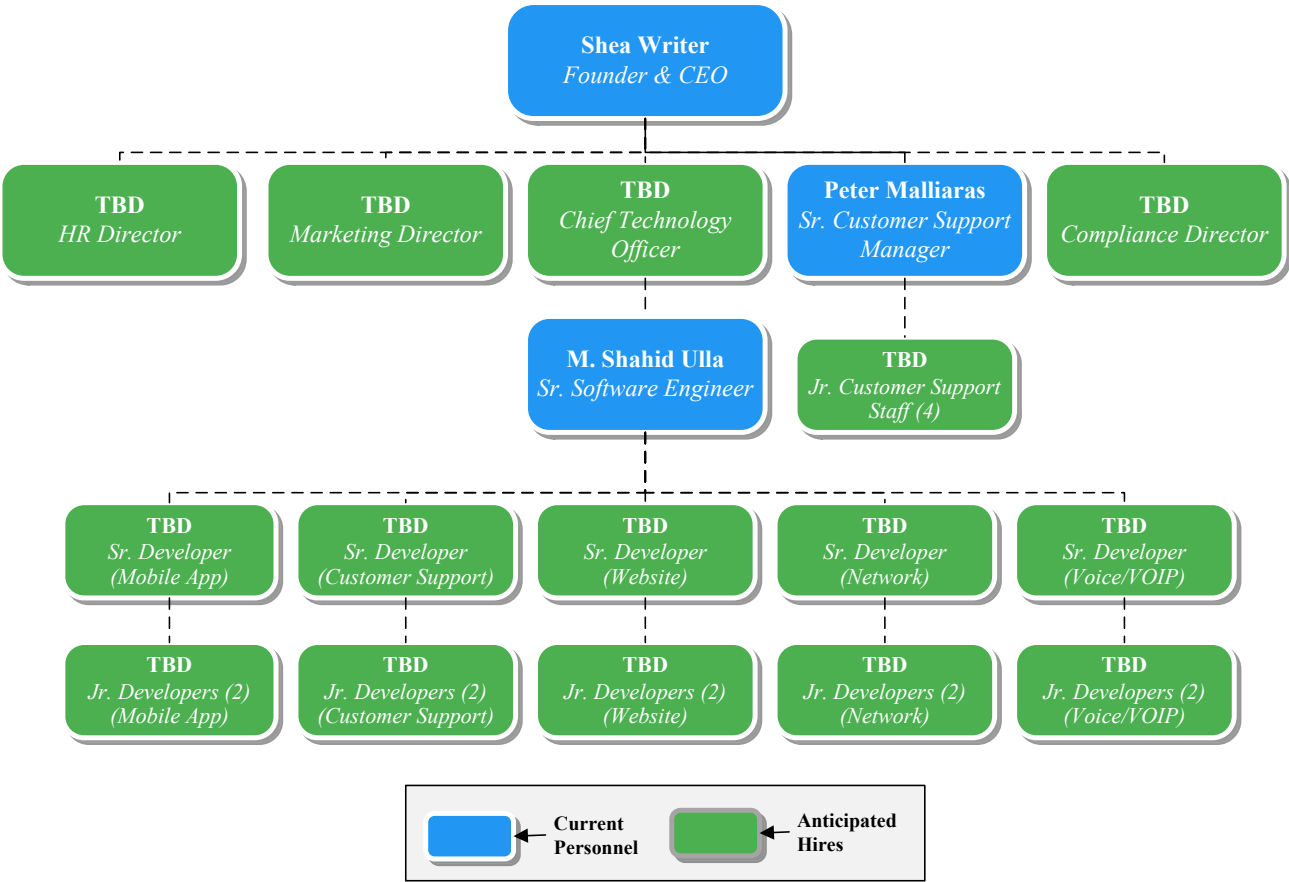 Shea Writer
Founder & CEO
TBD
HR Director
TBD
Marketing Director
TBD
Chief Technology
Officer
Peter Malliaras
Sr. Customer Support
Manager
TBD
Compliance Director
M. Shahid Ulla
Sr. Software Engineer
TBD
Jr. Customer Support
Staff (4)
TBD
Sr. Developer
(Mobile App)
TBD
Sr. Developer
(Customer Support)
TBD
Sr. Developer
(Website)
TBD
Sr. Developer
(Network)
TBD
Sr. Developer
(Voice/VOIP)
TBD
Jr. Developers (2)
(Mobile App)
TBD
Jr. Developers (2)
(Customer Support)
TBD
Jr. Developers (2)
(Website)
TBD
Jr. Developers (2)
(Network)
TBD
Jr. Developers (2)
(Voice/VOIP)
Current
Personnel
Anticipated
Hires